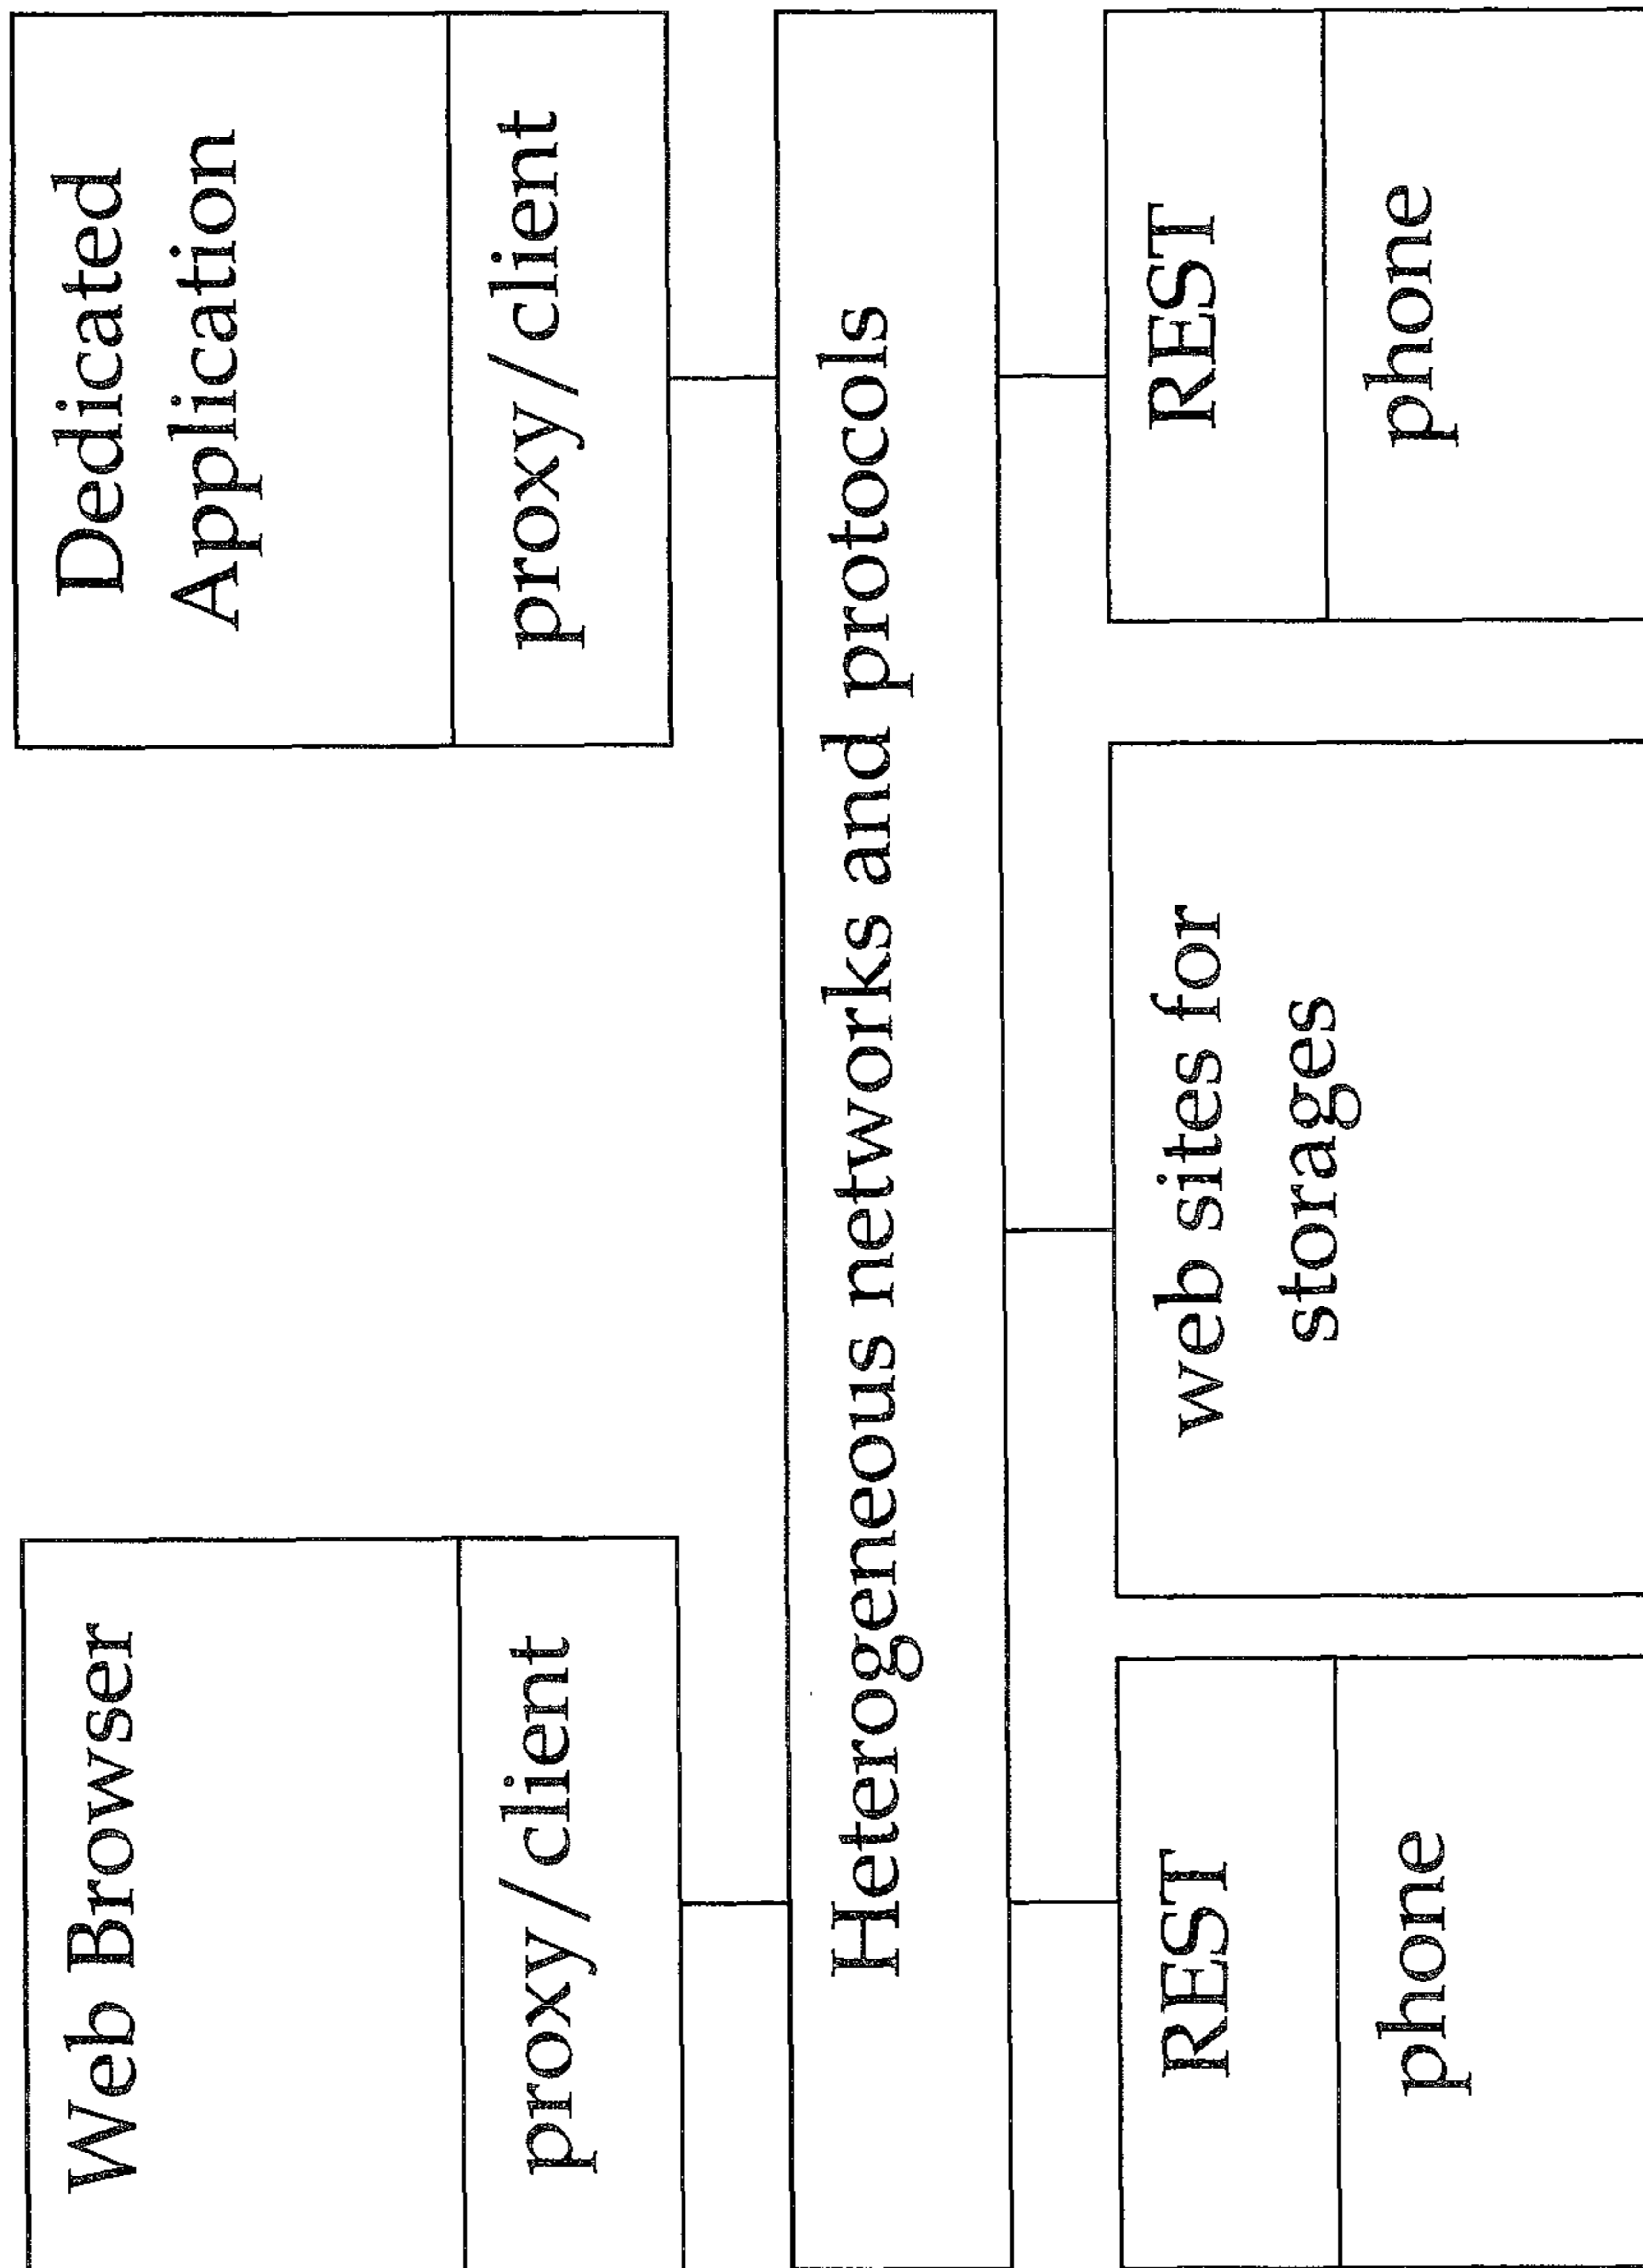 Web Browser
proxy/client
Dedicated
Application
proxy/client
Heterogeneous networks and protocols
REST
phone
web sites for
storages
REST
phone